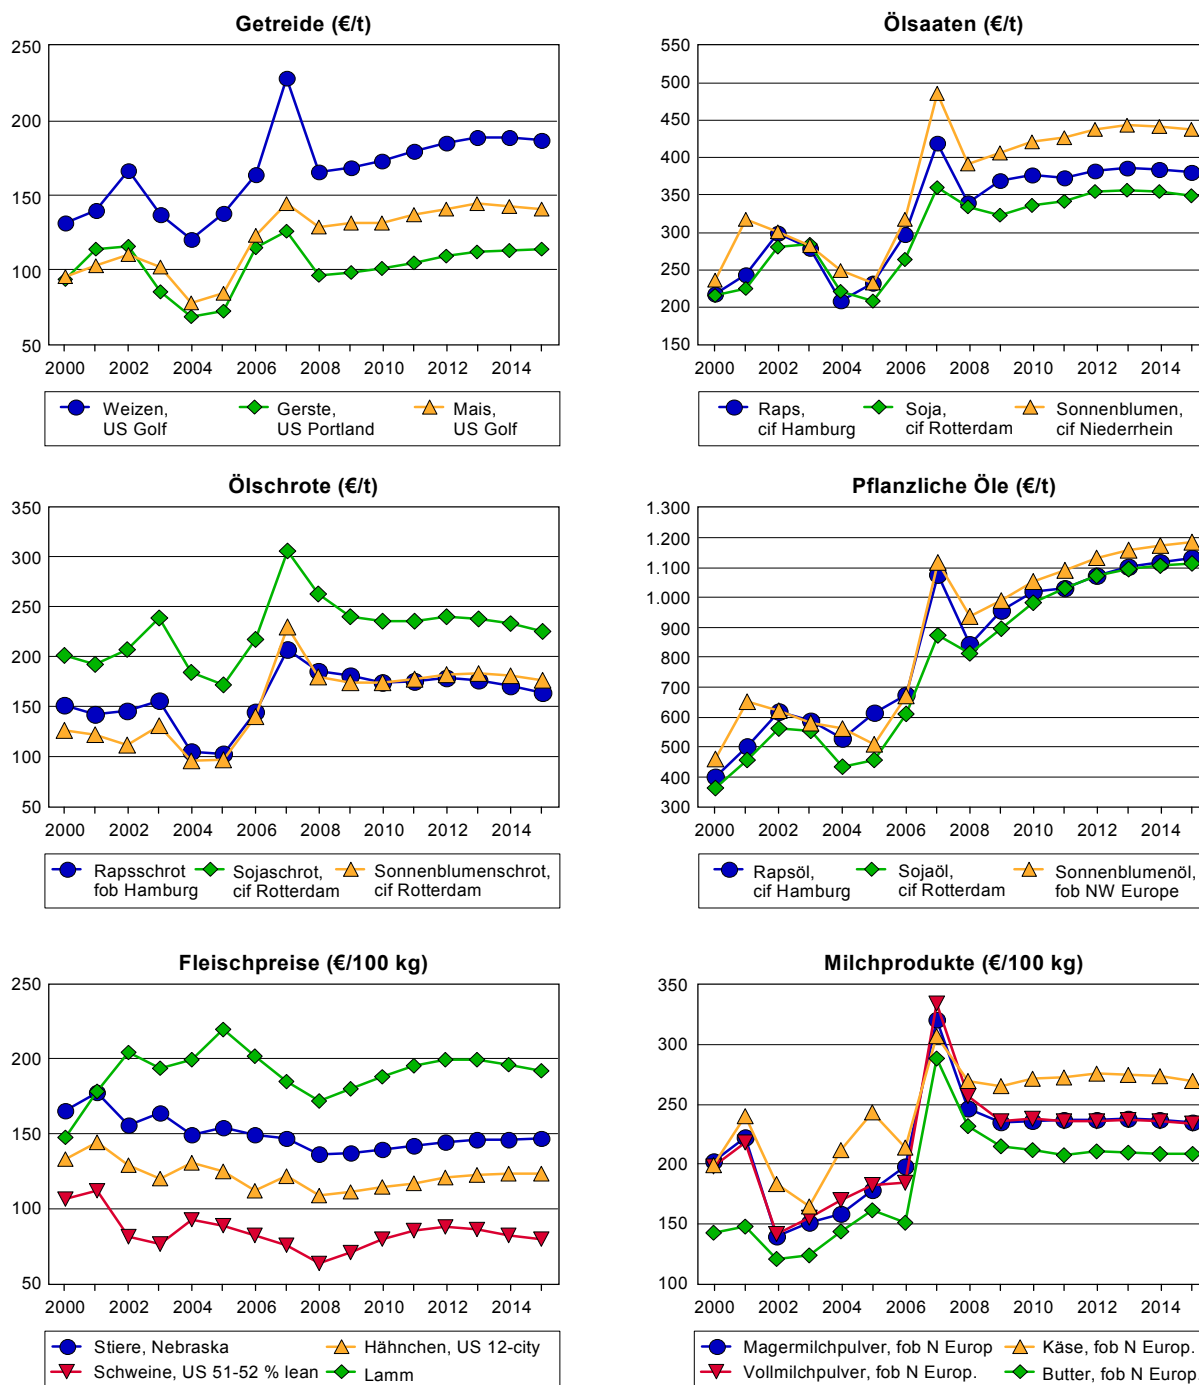 Getreide (€/t)
250
200
150
100
50
2000 2002 2004 2006 2008 2010 2012 2014
Weizen,
US Golf
Gerste,
US Portland
Mais,
US Golf
Ölsaaten (€/t)
550
500
450
400
350
300
250
200
150
2000 2002 2004 2006 2008 2010 2012 2014
Raps,
cif Hamburg
Soja,
cif Rotterdam
Sonnenblumen,
cif Niederrhein
Ölschrote (€/t)
350
300
250
200
150
100
50
2000 2002 2004 2006 2008 2010 2012 2014
Rapsschrot
fob Hamburg
Sojaschrot,
cif Rotterdam
Sonnenblumenschrot,
cif Rotterdam
Pflanzliche Öle (€/t)
1.300
1.200
1.100
1.000
900
800
700
600
500
400
300
2000 2002 2004 2006 2008 2010 2012 2014
Rapsöl,
cif Hamburg
Sojaöl,
cif Rotterdam
Sonnenblumenöl,
fob NW Europe
Fleischpreise (€/100 kg)
250
200
150
100
50
2000 2002 2004 2006 2008 2010 2012 2014
Stiere, Nebraska
Hähnchen, US 12-city
Schweine, US 51-52 % lean
Lamm
Milchprodukte (€/100 kg)
350
300
250
200
150
100
2000 2002 2004 2006 2008 2010 2012 2014
Magermilchpulver, fob N Europ
Käse, fob N Europ.
Vollmilchpulver, fob N Europ.
Butter, fob N Europ